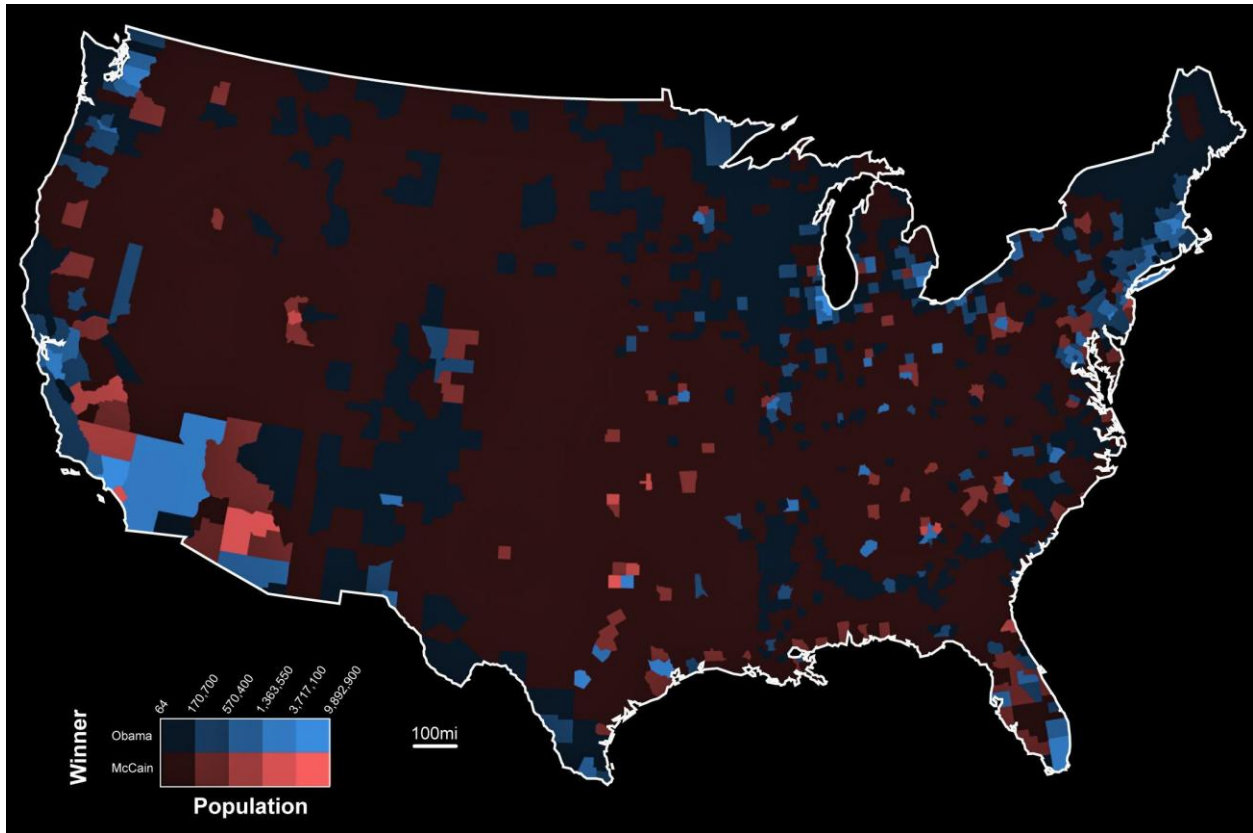 64
170,700
570,400
1,363,550
3,717,100
9,892,900
Winner
Obama
McCain
Population
100mi